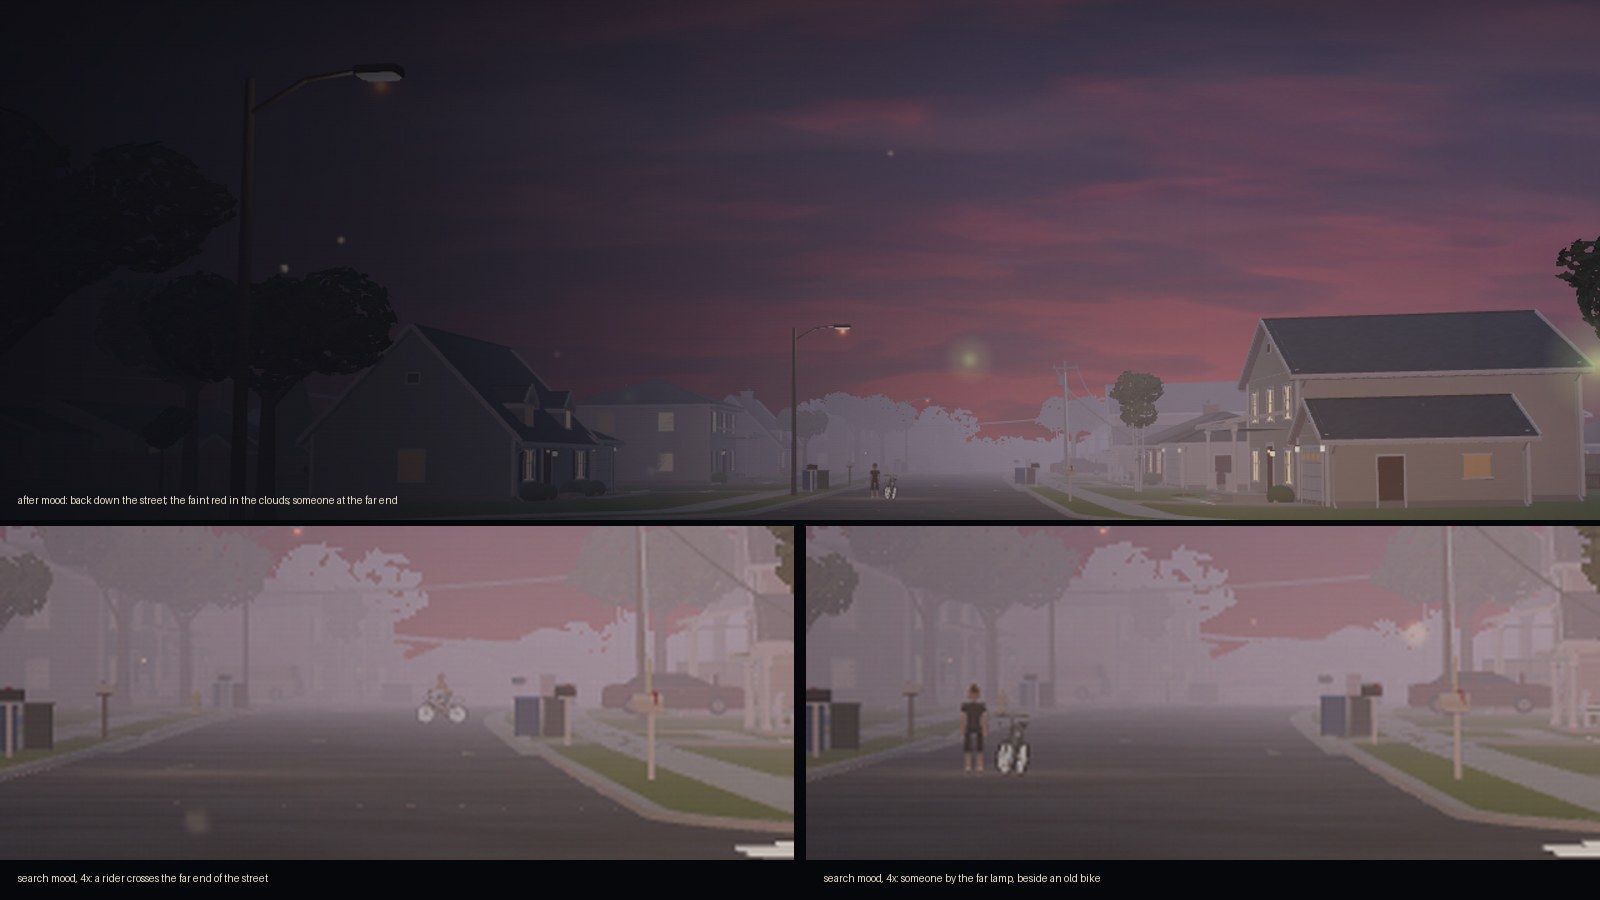 after mood: back down the street; the faint red in the clouds; someone at the far end
search mood, 4x: a rider crosses the far end of the street
search mood, 4x: someone by the far lamp, beside an old bike